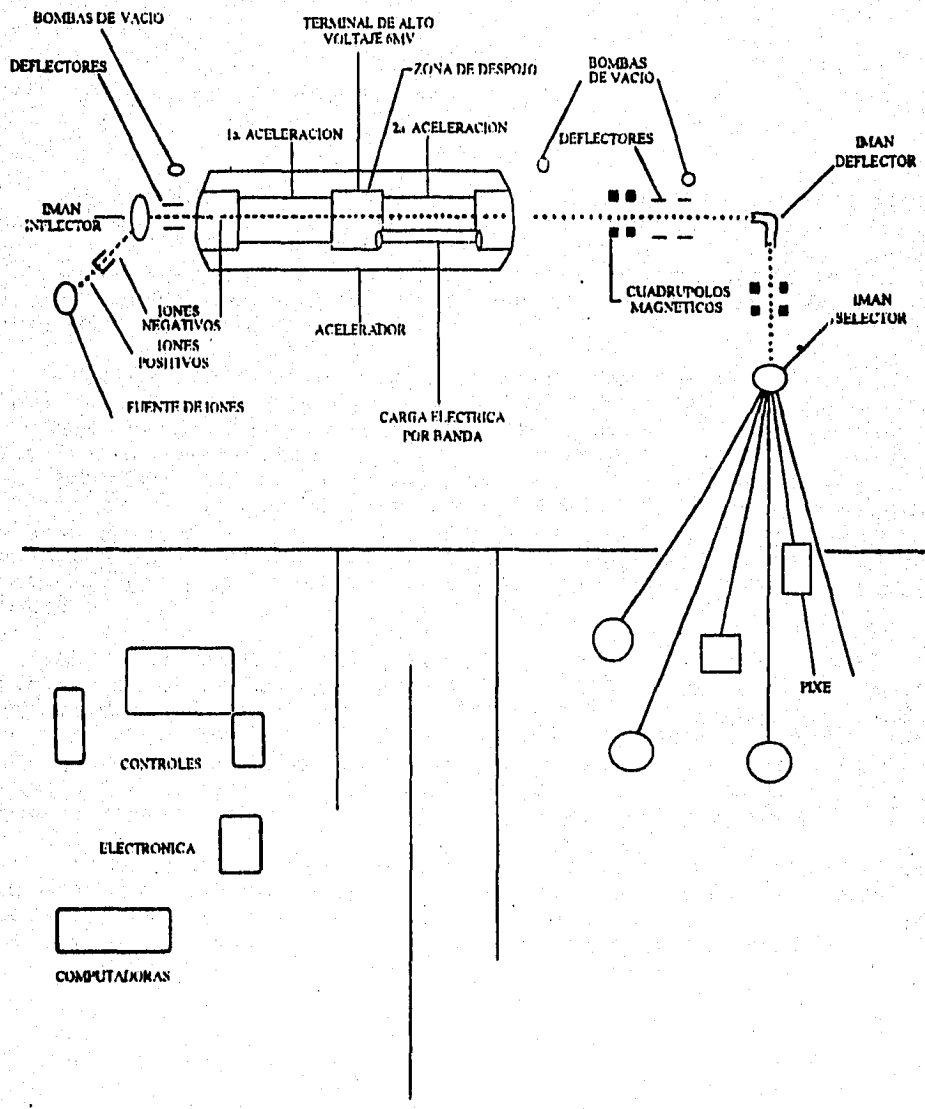 BOMBAS DE VACIO
TERMINAL DE ALTO
VOLTAJE 6MV
DEFLECTORES
ZONA DE DESPOJO
BOMBAS
DE VACIO
1a. ACELERACION
2a. ACELERACION
DEFLECTORES
IMAN
DEFLECTOR
IMAN
INFLECTOR
IONES
NEGATIVOS
IONES
POSITIVOS
ACELERADOR
CUADRUPOLOS
MAGNETICOS
IMAN
SELECTOR
FUENTE DE IONES
CARGA ELECTRICA
POR BANDA
PIXE
CONTROLES
ELECTRONICA
COMPUTADORAS